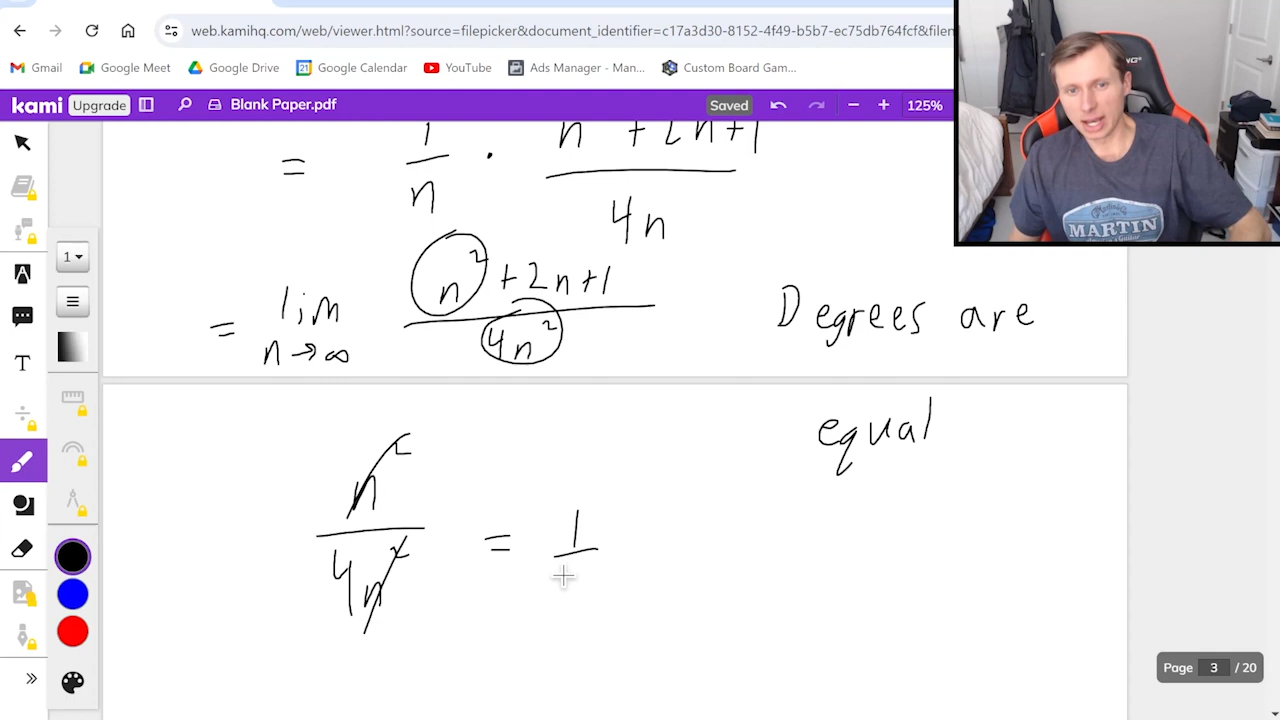 web.kamihq.com/web/viewer.html?source=filepicker&document_identifier=c17a3d30-8152-4f49-b5b7-ec75db764fcf&filen
Gmail Google Meet Google Drive 21 Google Calendar YouTube Ads Manager - Man... Custom Board Gam...
kami Upgrade Blank Paper.pdf Saved 125%
= 1/n · n + 2n+1
4n
= lim n→∞ n² + 2n + 1 / 4n² Degrees are
equal
n² / 4n² = 1
1
T
MARTIN
Page 3 / 20